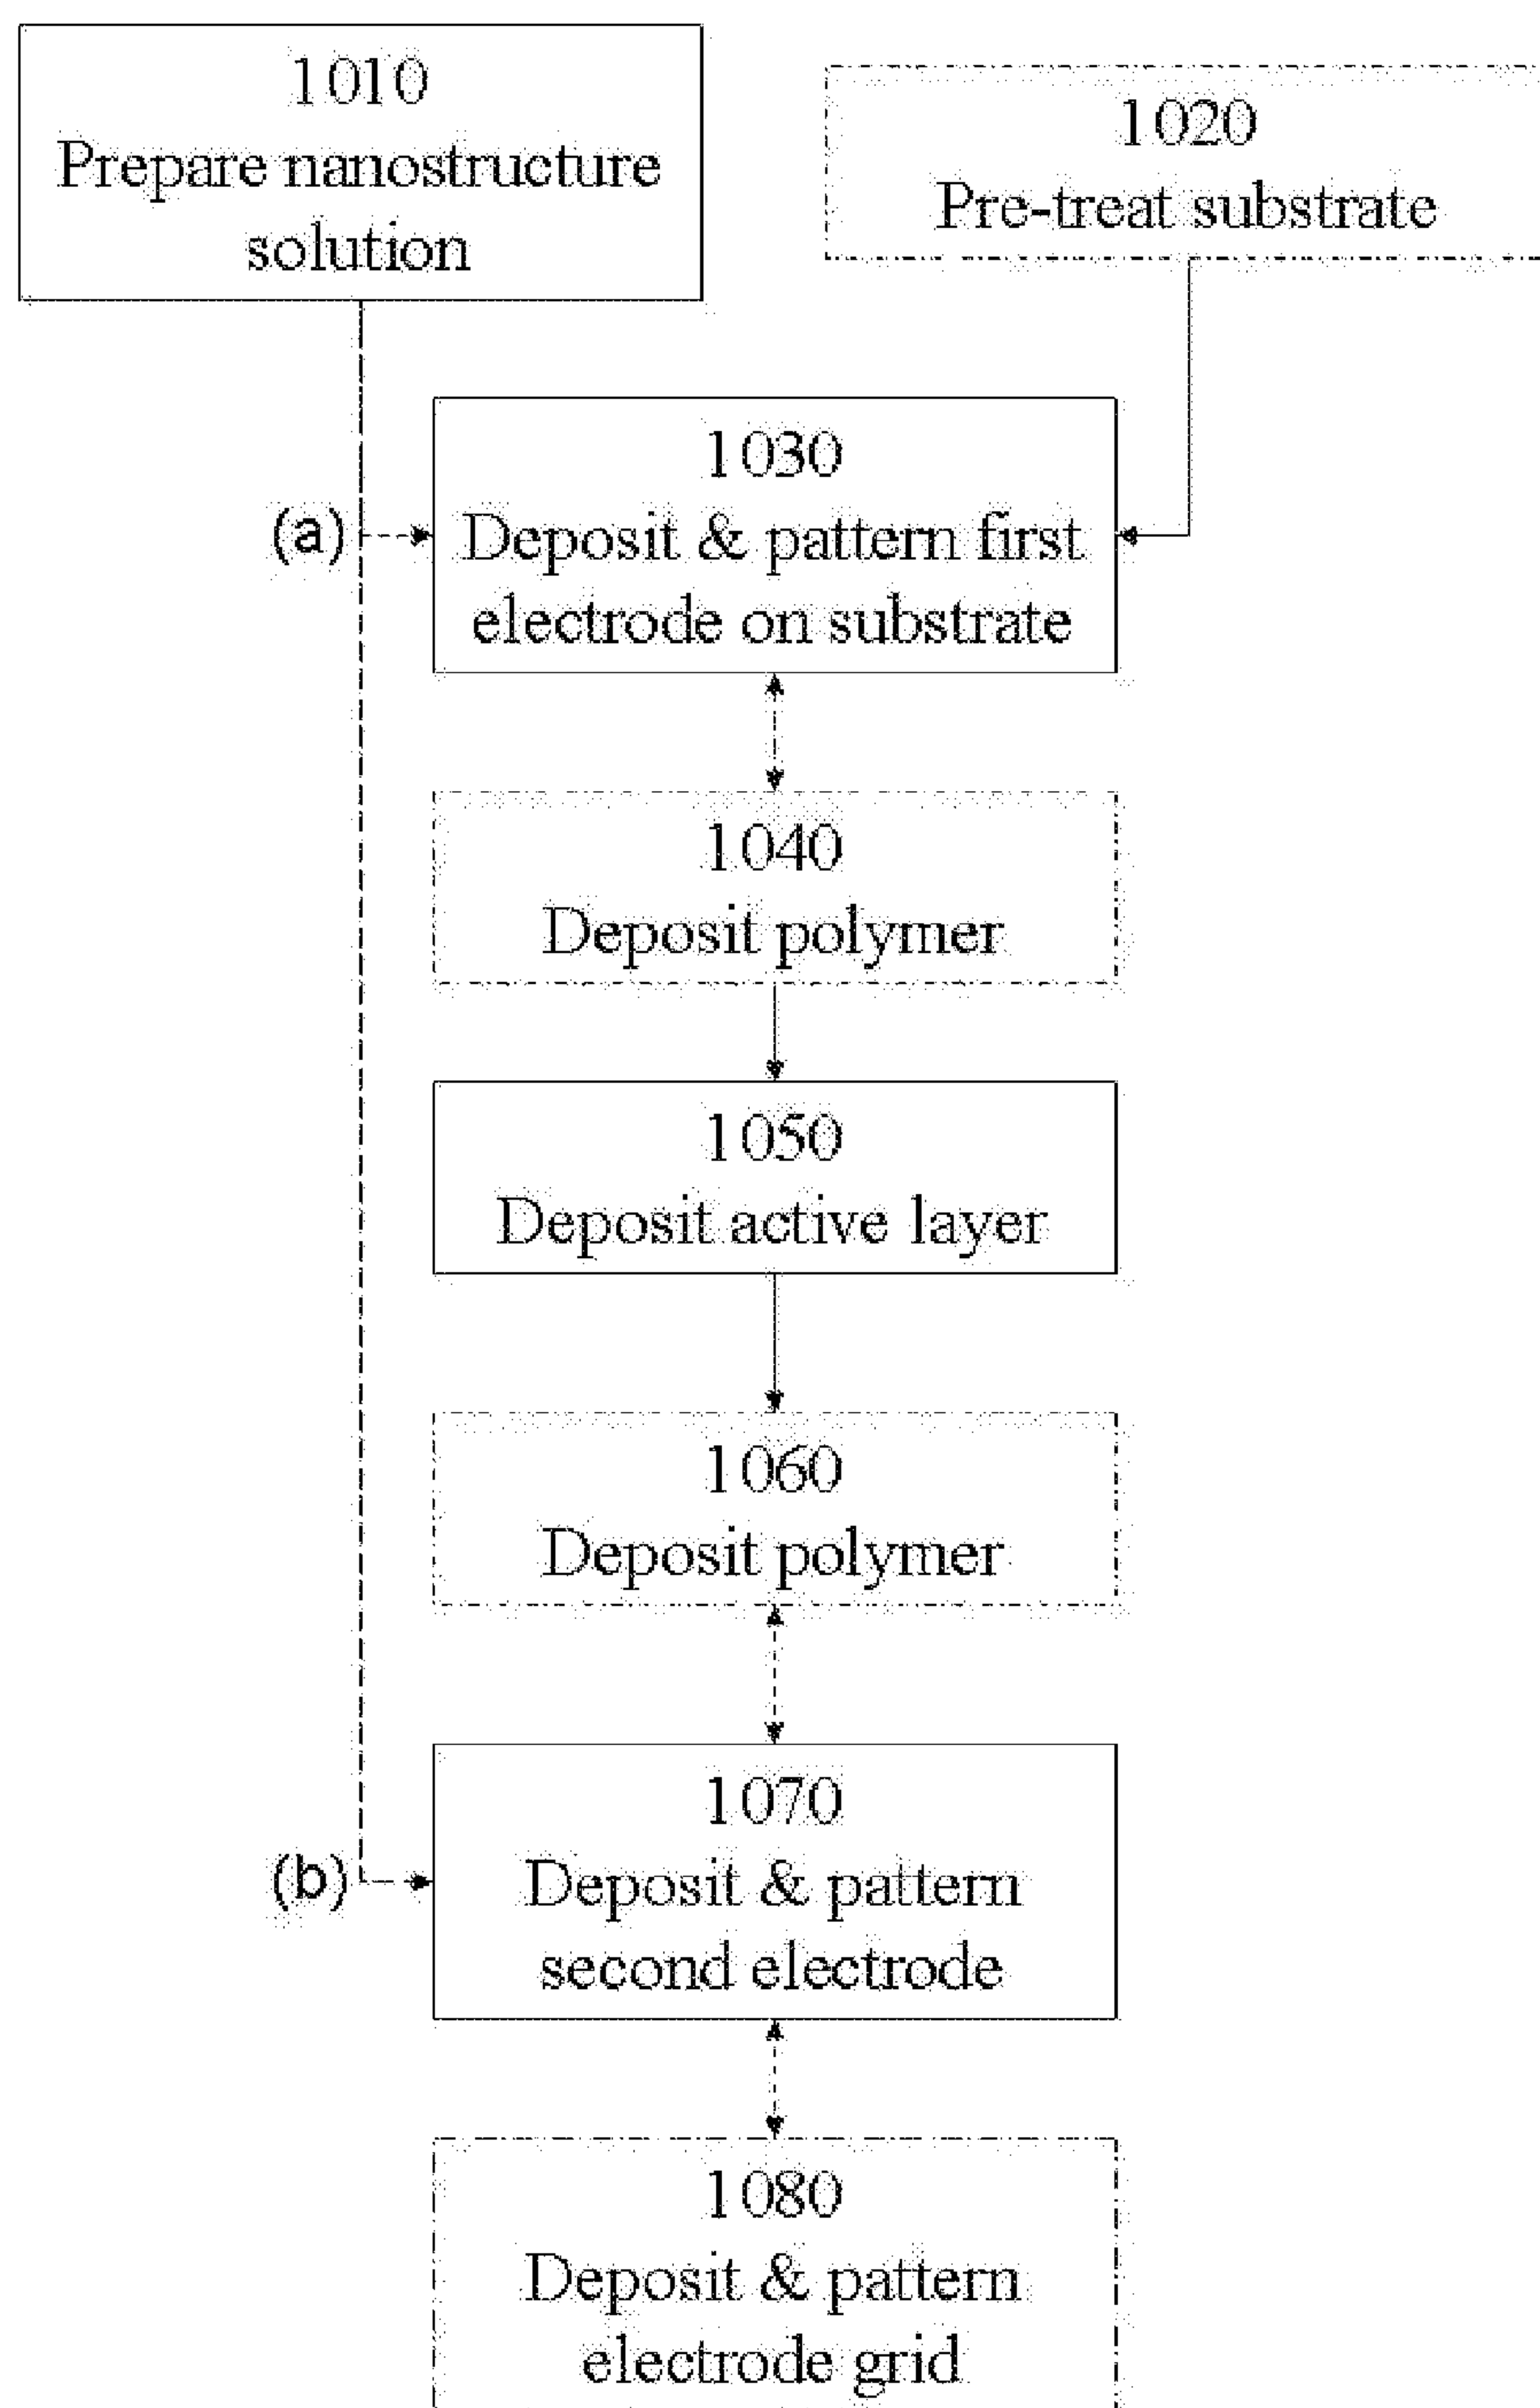 1010
Prepare nanostructure
solution
1020
Pre-treat substrate
1030
(a)
Deposit & pattern first
electrode on substrate
1040
Deposit polymer
1050
Deposit active layer
1060
Deposit polymer
1070
(b)
Deposit & pattern
second electrode
1080
Deposit & pattern
electrode grid